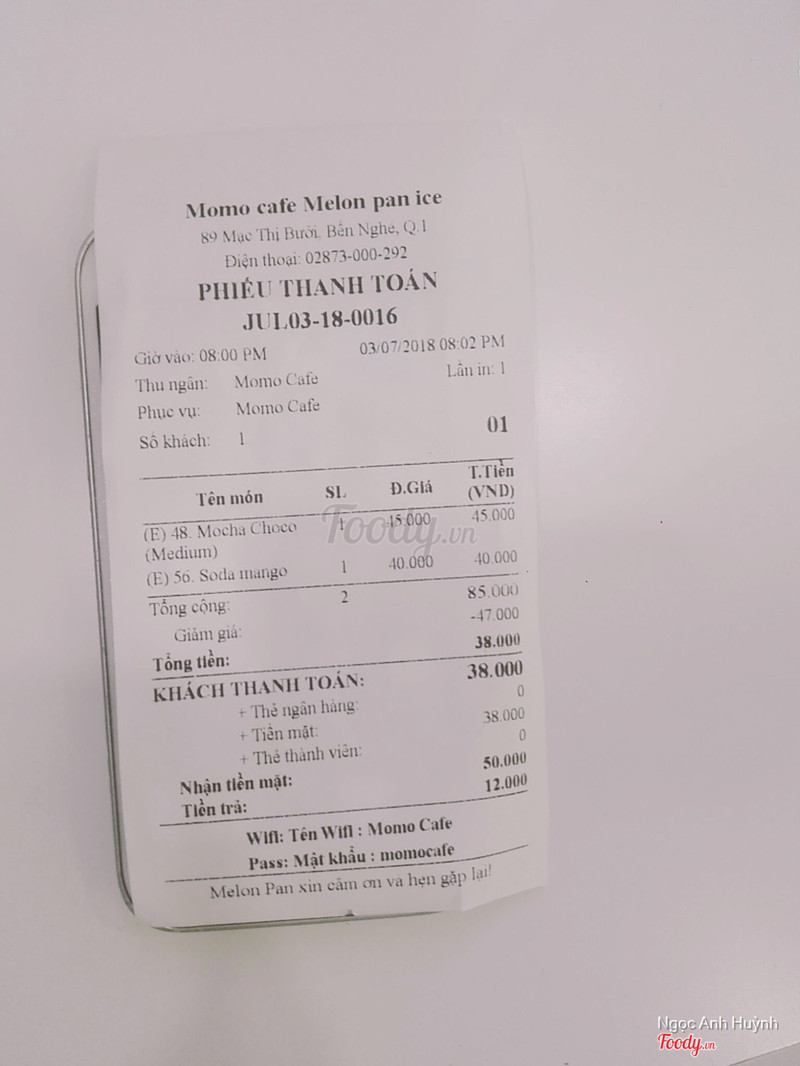 Momo cafe Melon pan ice
89 Mạc Thị Bưởi, Bến Nghé, Q.1
Điện thoại: 02873-000-292
PHIẾU THANH TOÁN
JUL03-18-0016
Giờ vào: 08:00 PM 03/07/2018 08:02 PM
Thu ngân: Momo Cafe Lần in: 1
Phục vụ: Momo Cafe
Số khách: 1 01
Tên món SL Đ.Giá T.Tiền (VND)
(E) 48. Mocha Choco 1 45.000 45.000
(Medium)
(E) 56. Soda mango 1 40.000 40.000
Tổng cộng: 2 85.000
Giảm giá: -47.000
Tổng tiền: 38.000
KHÁCH THANH TOÁN: 38.000
+ Thẻ ngân hàng: 0
+ Tiền mặt: 38.000
+ Thẻ thành viên: 0
Nhận tiền mặt: 50.000
Tiền trả: 12.000
Wifi: Tên Wifi : Momo Cafe
Pass: Mật khẩu : momocafe
Melon Pan xin cảm ơn và hẹn gặp lại!
Foody.vn
Ngọc Anh Huỳnh
Foody.vn